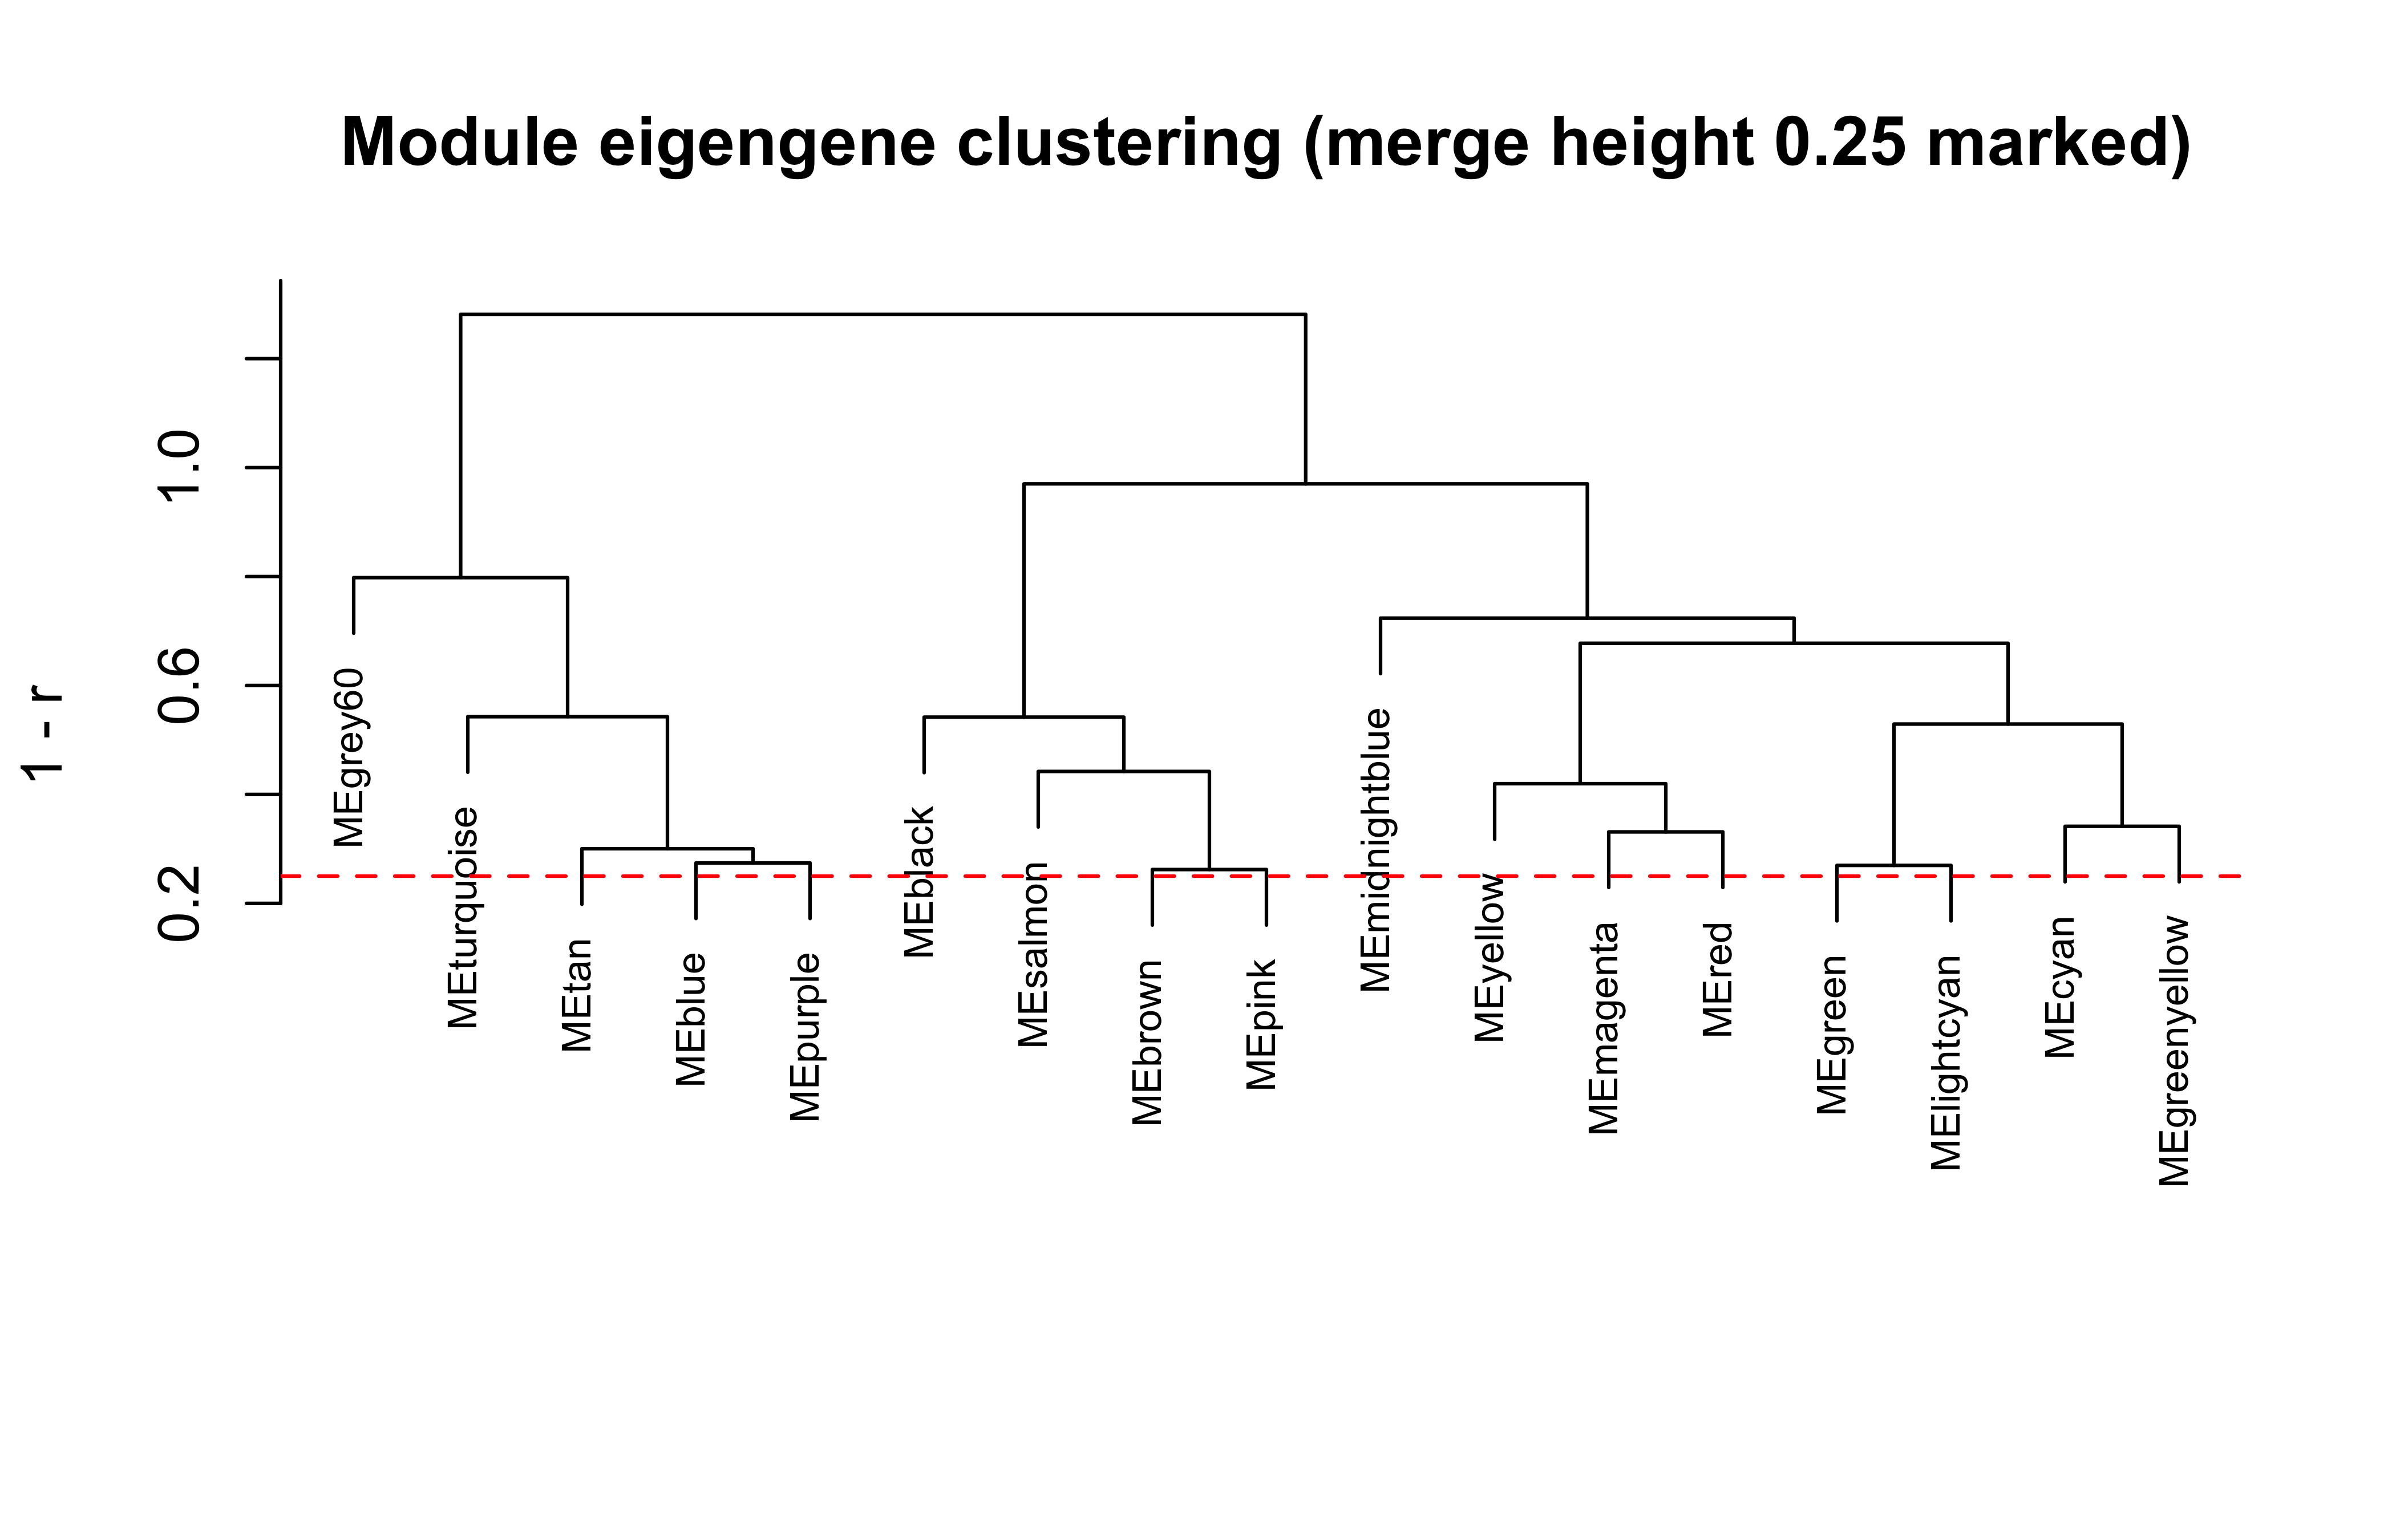 Module eigengene clustering (merge height 0.25 marked)
1 - r
1.0
0.6
0.2
MEgrey60
MEturquoise
MEtan
MEblue
MEpurple
MEblack
MEsalmon
MEbrown
MEpink
MEmidnightblue
MEyellow
MEmagenta
MEred
MEgreen
MElightcyan
MEcyan
MEgreenyellow